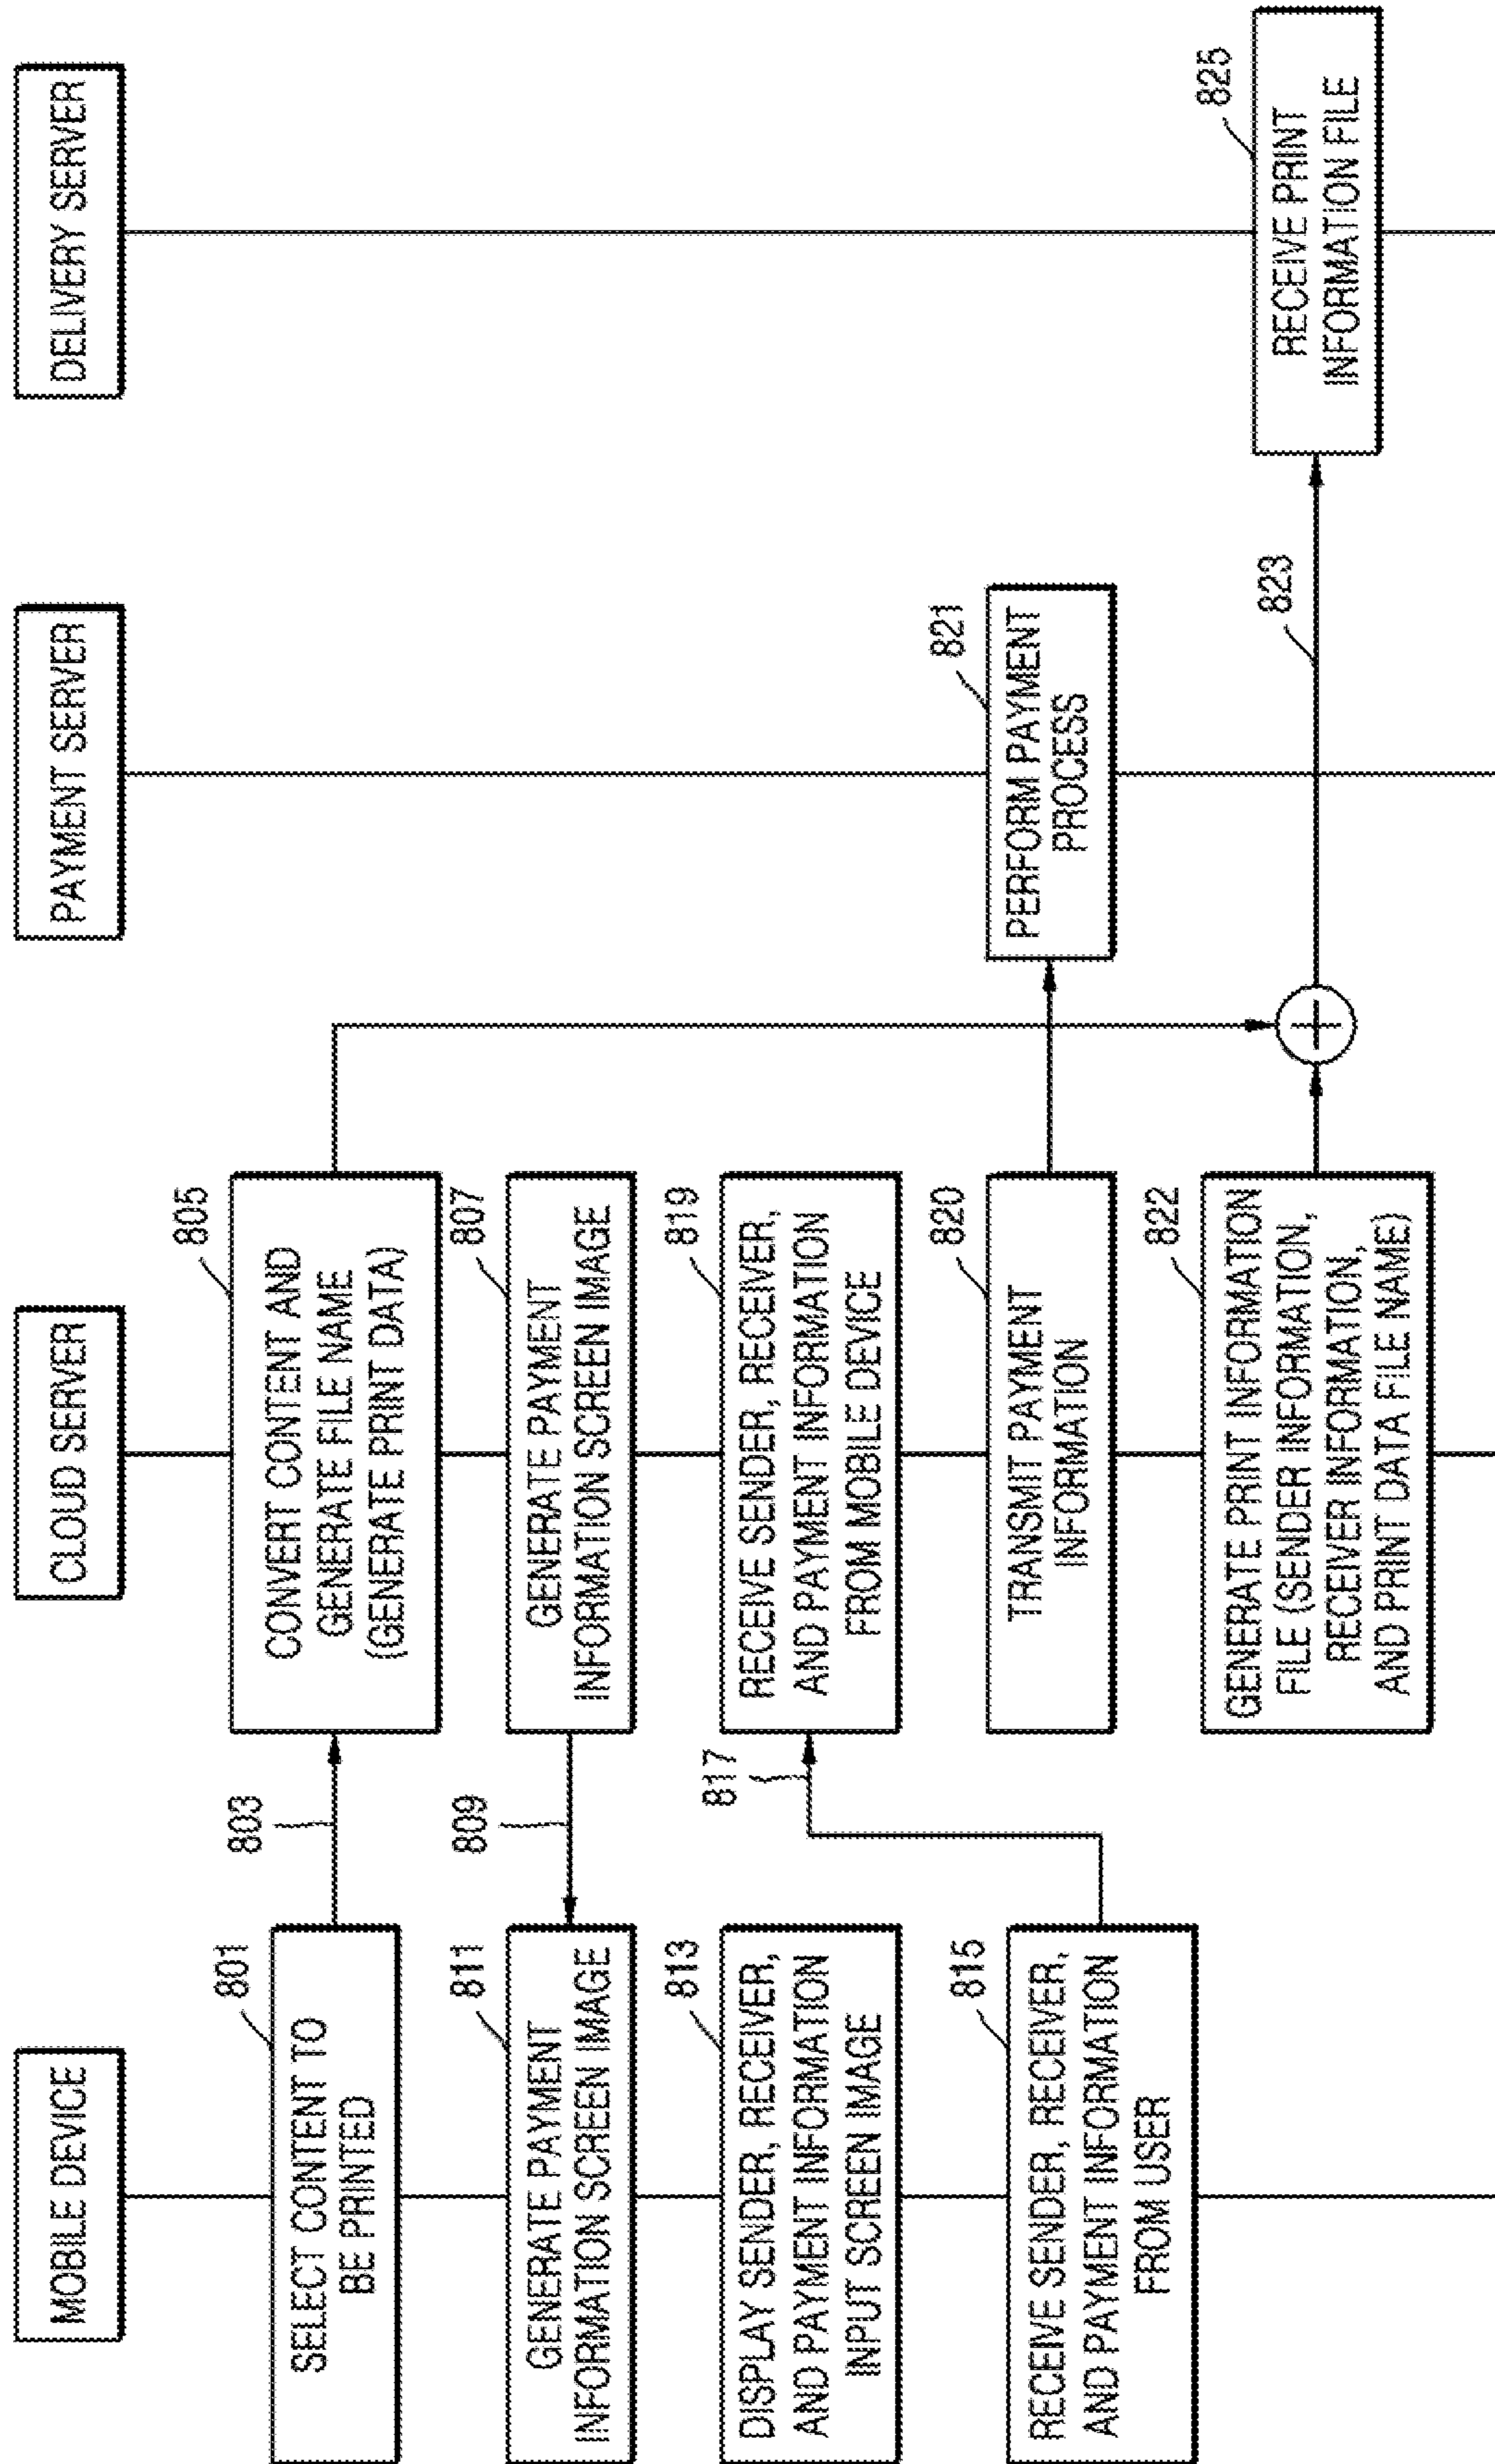 MOBILE DEVICE
CLOUD SERVER
PAYMENT SERVER
DELIVERY SERVER
801
SELECT CONTENT TO
BE PRINTED
803
805
CONVERT CONTENT AND
GENERATE FILE NAME
(GENERATE PRINT DATA)
807
GENERATE PAYMENT
INFORMATION SCREEN IMAGE
809
811
GENERATE PAYMENT
INFORMATION SCREEN IMAGE
813
DISPLAY SENDER, RECEIVER,
AND PAYMENT INFORMATION
INPUT SCREEN IMAGE
815
RECEIVE SENDER, RECEIVER,
AND PAYMENT INFORMATION
FROM USER
817
819
RECEIVE SENDER, RECEIVER,
AND PAYMENT INFORMATION
FROM MOBILE DEVICE
820
TRANSMIT PAYMENT
INFORMATION
821
PERFORM PAYMENT
PROCESS
822
GENERATE PRINT INFORMATION
FILE (SENDER INFORMATION,
RECEIVER INFORMATION,
AND PRINT DATA FILE NAME)
823
825
RECEIVE PRINT
INFORMATION FILE